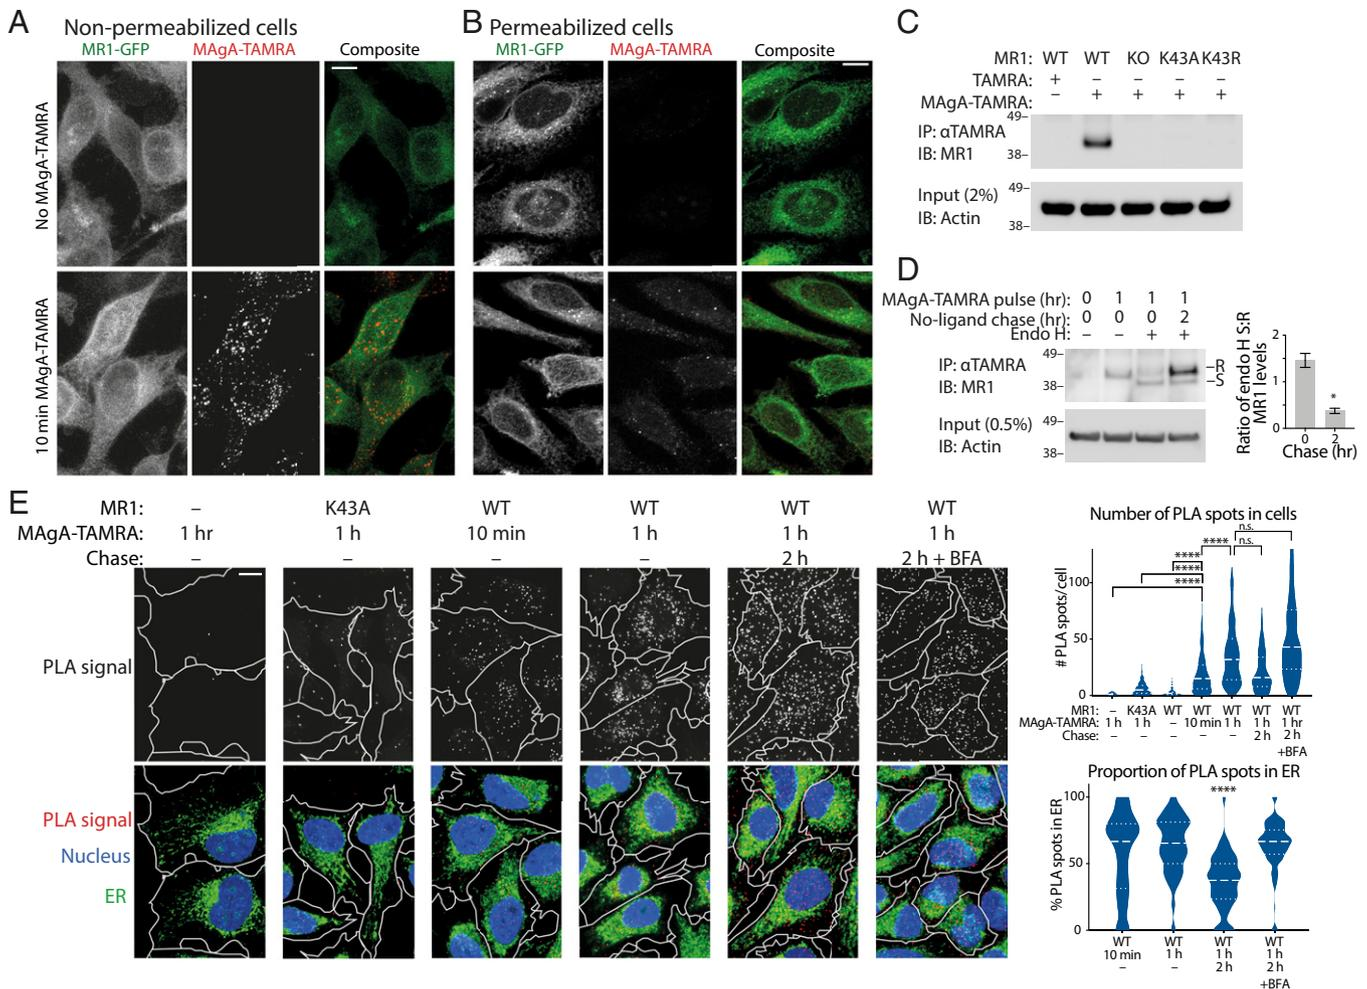 A
Non-permeabilized cells
MR1-GFP MAgA-TAMRA Composite
No MAgA-TAMRA
10 min MAgA-TAMRA
B
Permeabilized cells
MR1-GFP MAgA-TAMRA Composite
C
MR1: WT WT KO K43A K43R
TAMRA: + – – – –
MAgA-TAMRA: – + + + +
IP: αTAMRA
IB: MR1
49–
38–
Input (2%)
IB: Actin
49–
38–
D
MAgA-TAMRA pulse (hr): 0 1 1 1
No-ligand chase (hr): 0 0 0 2
Endo H: – – + +
IP: αTAMRA
IB: MR1
49–
38–
–R
–S
Input (0.5%)
IB: Actin
49–
38–
Ratio of endo H S:R
MR1 levels
2
1
0
*
0 2
Chase (hr)
E
MR1: – K43A WT WT WT WT
MAgA-TAMRA: 1 hr 1 h 10 min 1 h 1 h 1 h
Chase: – – – – 2 h 2 h + BFA
PLA signal
PLA signal
Nucleus
ER
Number of PLA spots in cells
n.s.
**** n.s.
****
****
****
# PLA spots/cell
100
50
0
MR1: – K43A WT WT WT WT WT
MAgA-TAMRA: 1 h 1 h – 10 min 1 h 1 h 1 hr
Chase: – – – – – 2 h 2 h
+BFA
Proportion of PLA spots in ER
****
% PLA spots in ER
100
50
0
WT WT WT WT
10 min 1 h 1 h 1 h
– – 2 h 2 h
+BFA